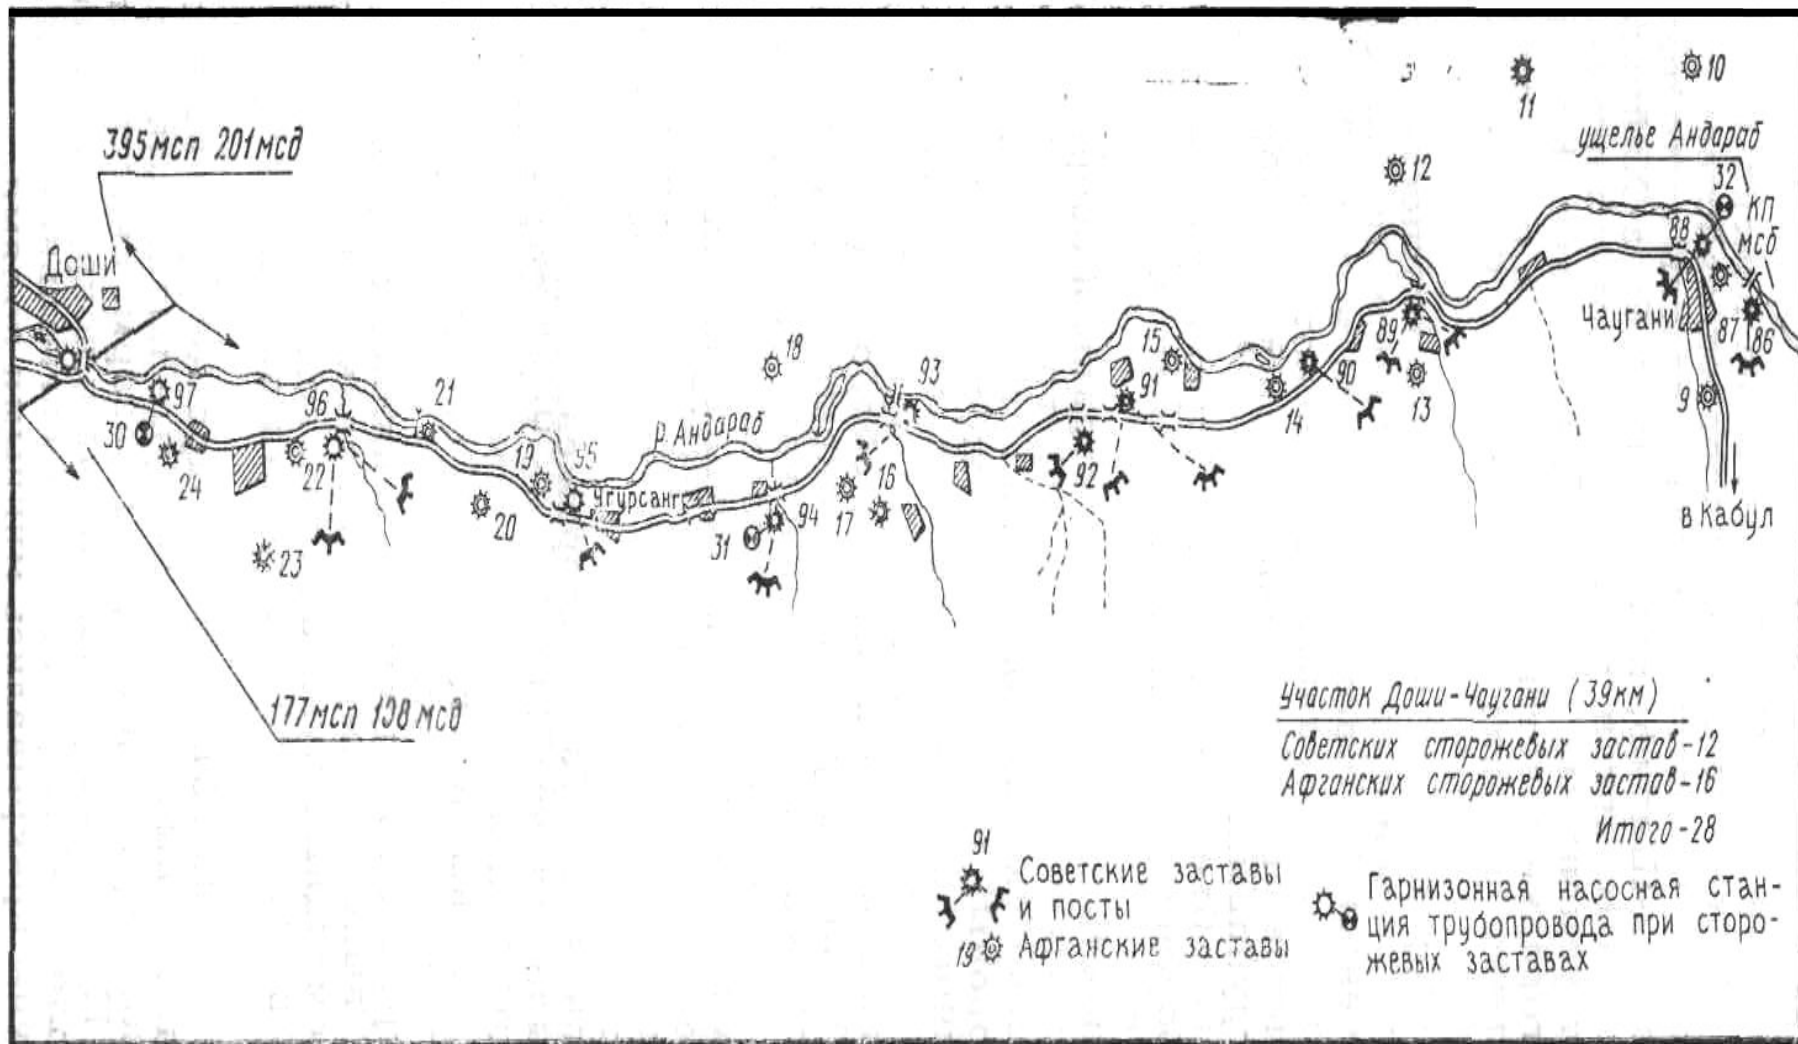 10
11
395мсп 201мсд
ущелье Андараб
12
32
КП
мсб
88
Доши
Чаугани
87
86
18
15
89
93
91
90
13
9
97
96
21
14
30
р. Андараб
19
95
16
92
24
22
Угурсанг
20
94
17
31
в Кабул
23
177мсп 108мсд
Участок Доши-Чаугани (39км)
Советских сторожевых застав-12
Афганских сторожевых застав-16
Итого-28
91
Советские заставы
и посты
19 Афганские заставы
Гарнизонная насосная стан-
ция трубопровода при сторо-
жевых заставах